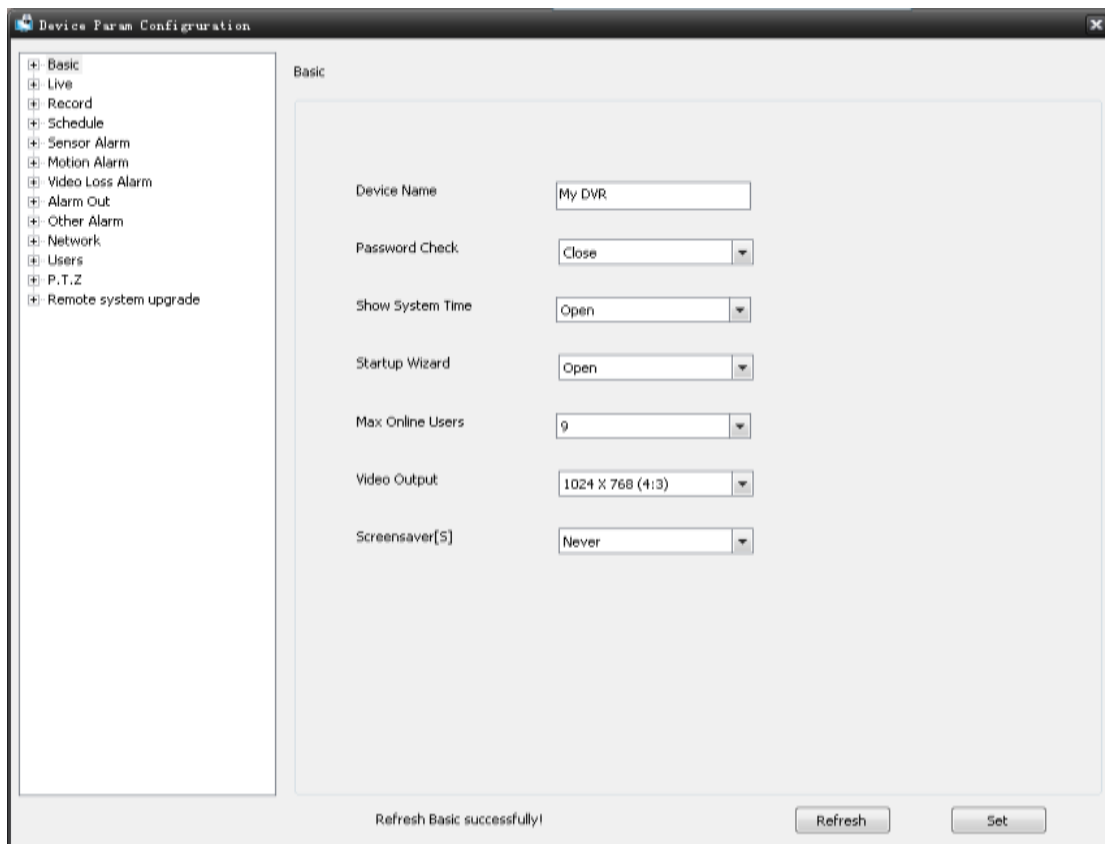 Device Param Configruration
Basic
Live
Record
Schedule
Sensor Alarm
Motion Alarm
Video Loss Alarm
Alarm Out
Other Alarm
Network
Users
P.T.Z
Remote system upgrade
Basic
Device Name My DVR
Password Check Close
Show System Time Open
Startup Wizard Open
Max Online Users 9
Video Output 1024 X 768 (4:3)
Screensaver[S] Never
Refresh Basic successfully! Refresh Set